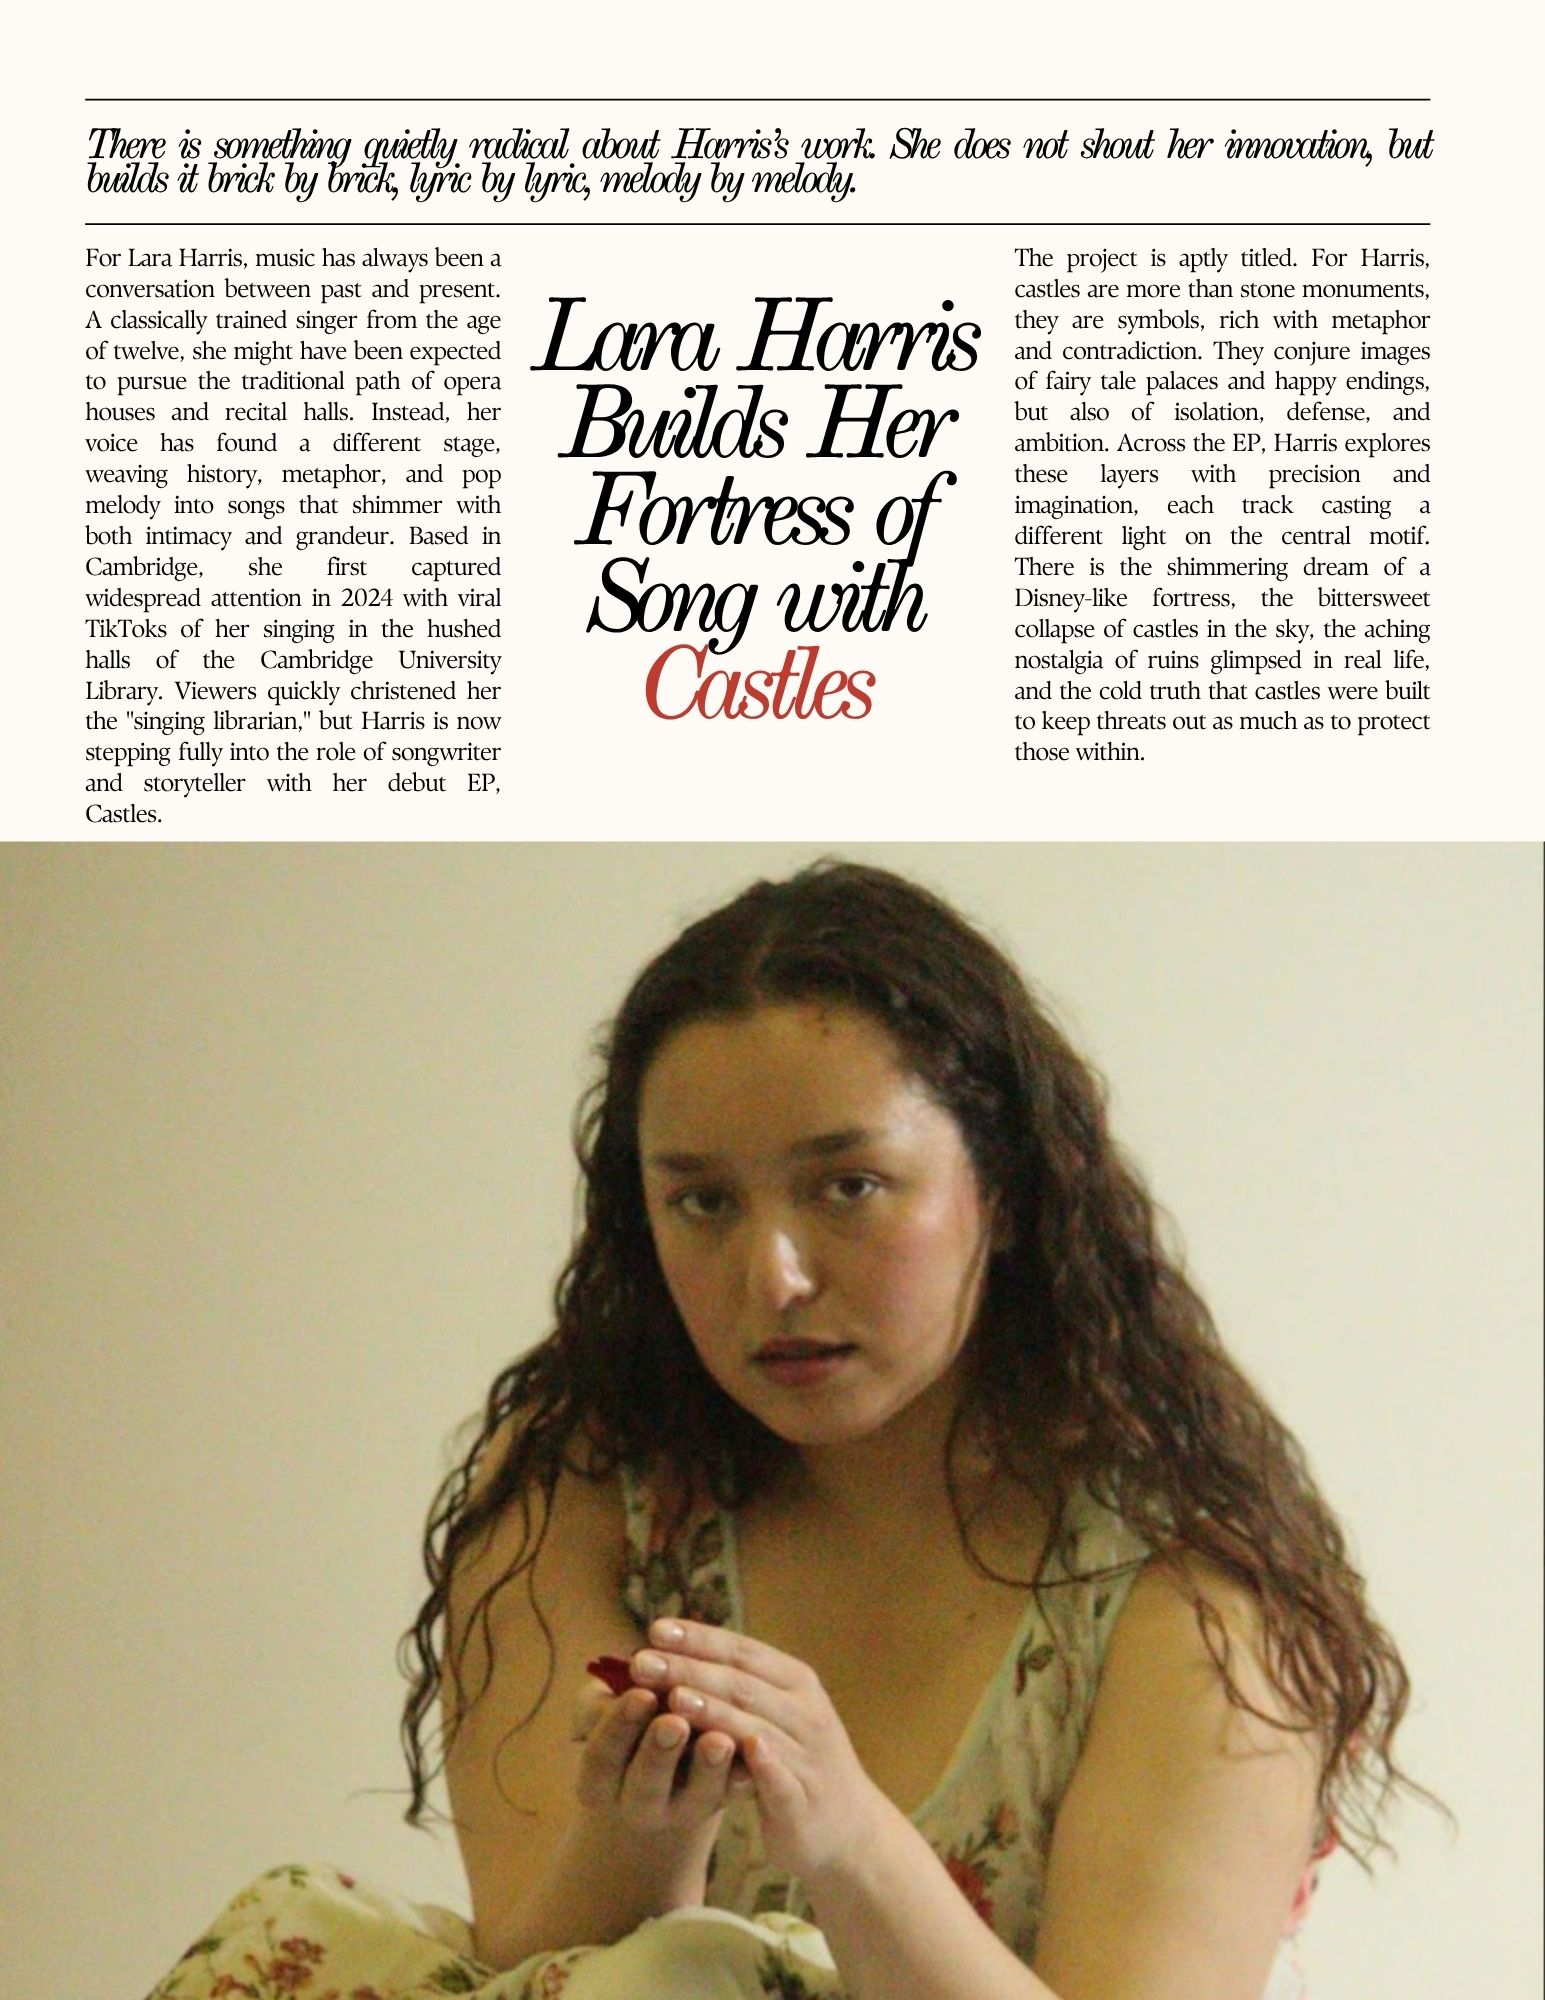 There is something quietly radical about Harris's work. She does not shout her innovation, but
builds it brick by brick, lyric by lyric, melody by melody.
For Lara Harris, music has always been a
conversation between past and present.
A classically trained singer from the age
of twelve, she might have been expected
to pursue the traditional path of opera
houses and recital halls. Instead, her
voice has found a different stage,
weaving history, metaphor, and pop
melody into songs that shimmer with
both intimacy and grandeur. Based in
Cambridge, she first captured
widespread attention in 2024 with viral
TikToks of her singing in the hushed
halls of the Cambridge University
Library. Viewers quickly christened her
the "singing librarian," but Harris is now
stepping fully into the role of songwriter
and storyteller with her debut EP,
Castles.
Lara Harris
Builds Her
Fortress of
Song with
Castles
The project is aptly titled. For Harris,
castles are more than stone monuments,
they are symbols, rich with metaphor
and contradiction. They conjure images
of fairy tale palaces and happy endings,
but also of isolation, defense, and
ambition. Across the EP, Harris explores
these layers with precision and
imagination, each track casting a
different light on the central motif.
There is the shimmering dream of a
Disney-like fortress, the bittersweet
collapse of castles in the sky, the aching
nostalgia of ruins glimpsed in real life,
and the cold truth that castles were built
to keep threats out as much as to protect
those within.